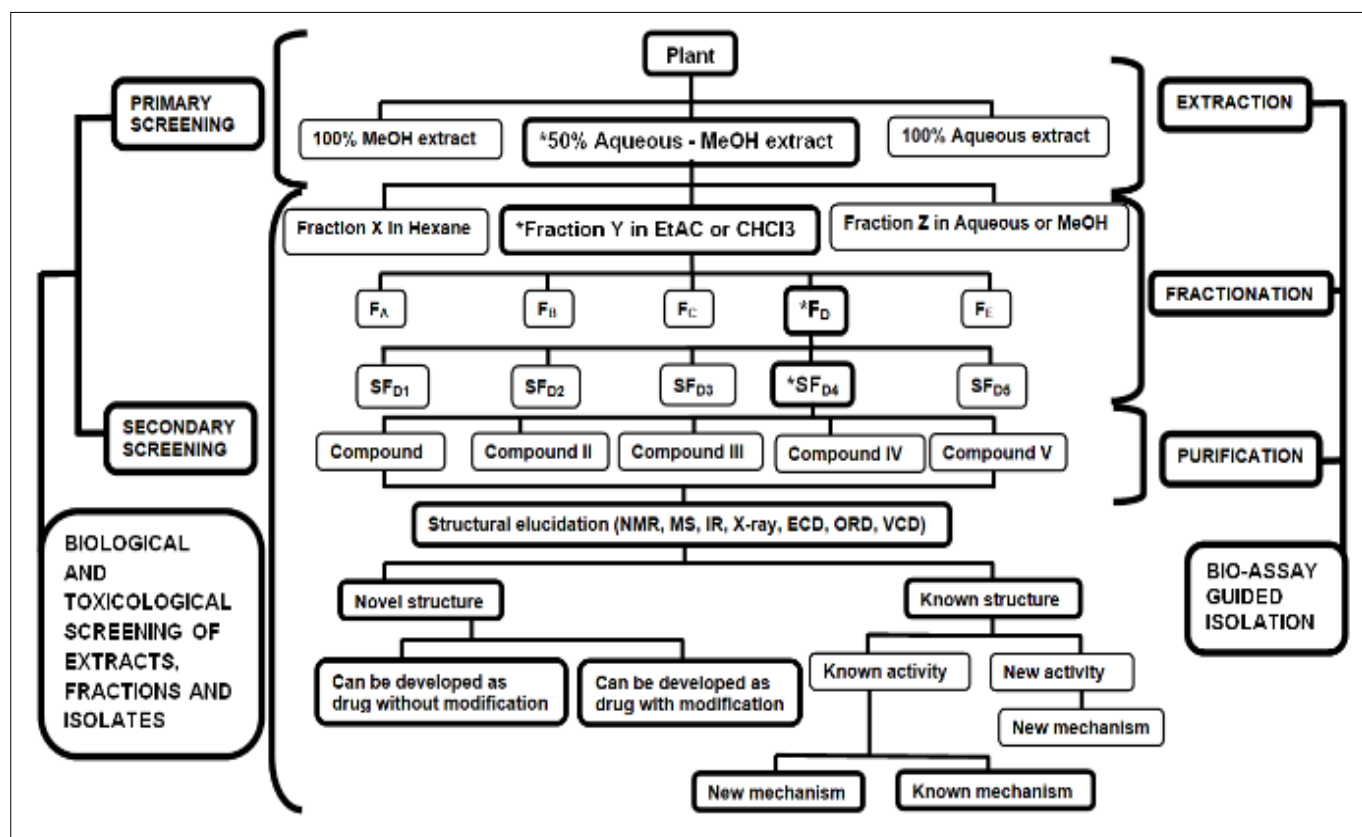 Plant
PRIMARY
SCREENING
EXTRACTION
100% MeOH extract
*50% Aqueous - MeOH extract
100% Aqueous extract
Fraction X in Hexane
*Fraction Y in EtAC or CHCl3
Fraction Z in Aqueous or MeOH
FRACTIONATION
FA
FB
FC
*FD
FE
SFD1
SFD2
SFD3
*SFD4
SFD5
SECONDARY
SCREENING
Compound
Compound II
Compound III
Compound IV
Compound V
PURIFICATION
Structural elucidation (NMR, MS, IR, X-ray, ECD, ORD, VCD)
BIOLOGICAL
AND
TOXICOLOGICAL
SCREENING OF
EXTRACTS,
FRACTIONS AND
ISOLATES
BIO-ASSAY
GUIDED
ISOLATION
Novel structure
Known structure
Can be developed as
drug without modification
Can be developed as
drug with modification
Known activity
New activity
New mechanism
New mechanism
Known mechanism